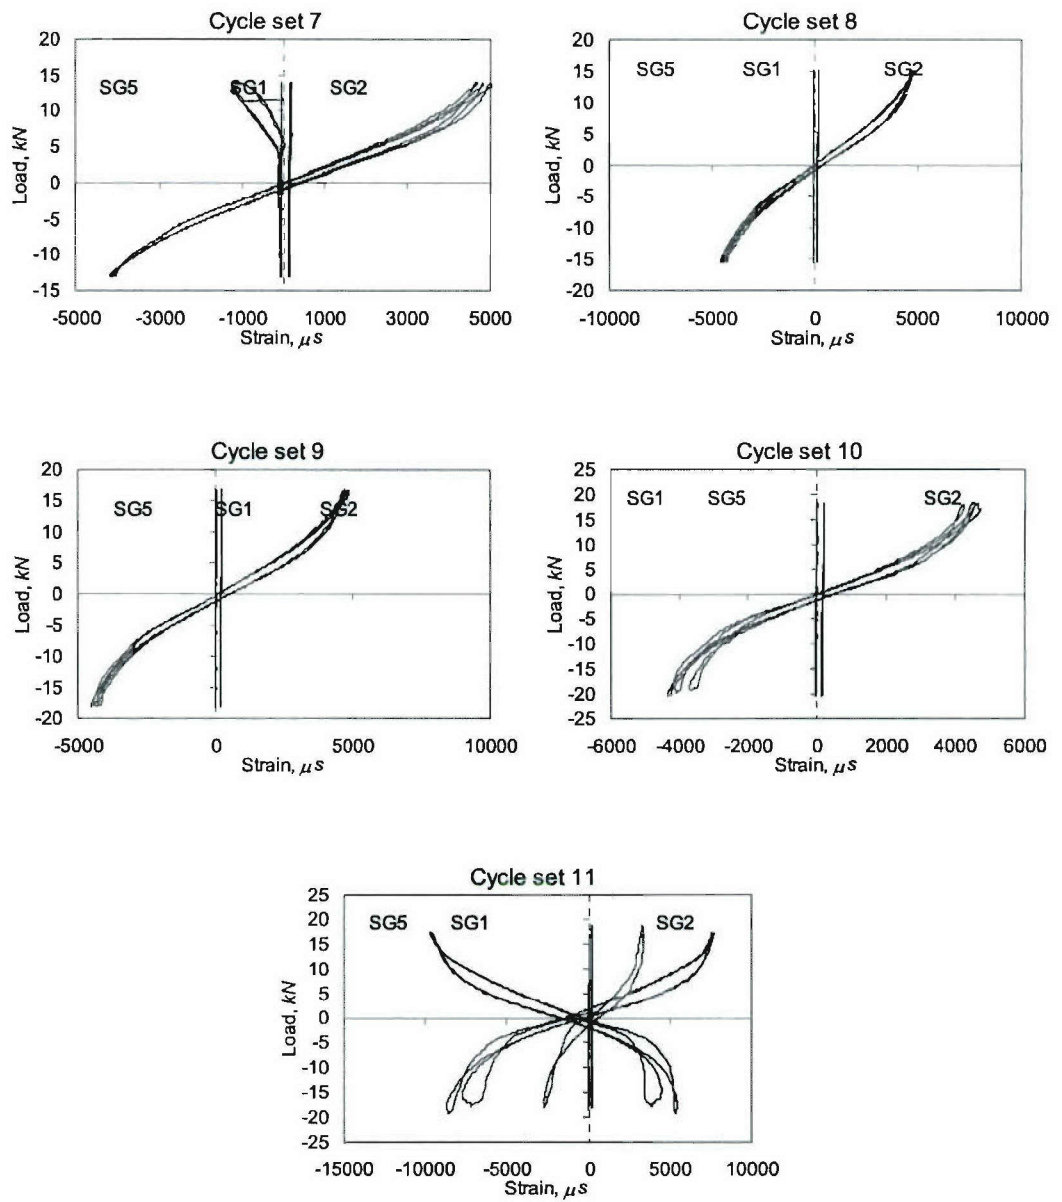 Cycle set 7
20
15
10
5
0
-5
-10
-15
Load, kN
SG5 SG1 SG2
-5000 -3000 -1000 1000 3000 5000
Strain, μs
Cycle set 8
20
15
10
5
0
-5
-10
-15
-20
Load, kN
SG5 SG1 SG2
-10000 -5000 0 5000 10000
Strain, μs
Cycle set 9
20
15
10
5
0
-5
-10
-15
-20
Load, kN
SG5 SG1 SG2
-5000 0 5000 10000
Strain, μs
Cycle set 10
25
20
15
10
5
0
-5
-10
-15
-20
-25
Load, kN
SG1 SG5 SG2
-6000 -4000 -2000 0 2000 4000 6000
Strain, μs
Cycle set 11
25
20
15
10
5
0
-5
-10
-15
-20
-25
Load, kN
SG5 SG1 SG2
-15000 -10000 -5000 0 5000 10000
Strain, μs